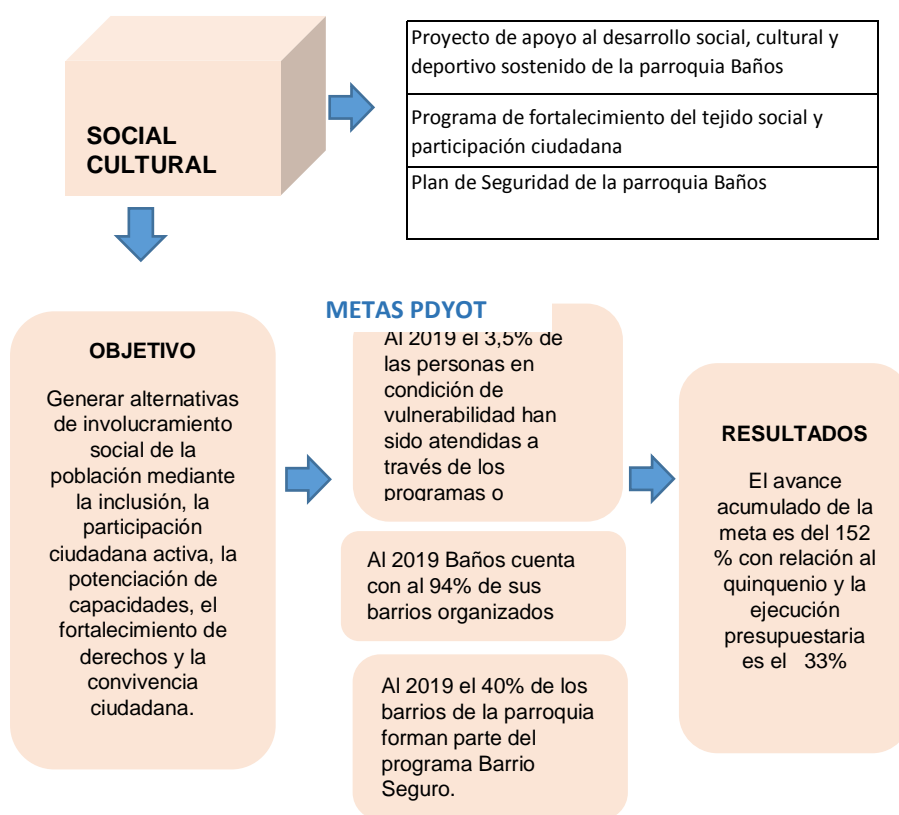 SOCIAL
CULTURAL
Proyecto de apoyo al desarrollo social, cultural y
deportivo sostenido de la parroquia Baños
Programa de fortalecimiento del tejido social y
participación ciudadana
Plan de Seguridad de la parroquia Baños
OBJETIVO
Generar alternativas
de involucramiento
social de la
población mediante
la inclusión, la
participación
ciudadana activa, la
potenciación de
capacidades, el
fortalecimiento de
derechos y la
convivencia
ciudadana.
METAS PDYOT
Al 2019 el 3,5% de
las personas en
condición de
vulnerabilidad han
sido atendidas a
través de los
programas o
Al 2019 Baños cuenta
con al 94% de sus
barrios organizados
Al 2019 el 40% de los
barrios de la parroquia
forman parte del
programa Barrio
Seguro.
RESULTADOS
El avance
acumulado de la
meta es del 152
% con relación al
quinquenio y la
ejecución
presupuestaria
es el 33%